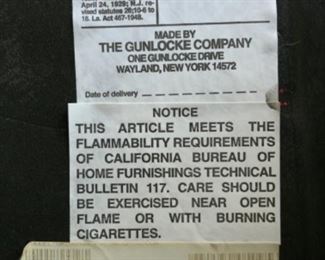 April 24, 1929; N.J. re-
vised statutes 26;10-6 to
18. La. Act 467-1948.
MADE BY
THE GUNLOCKE COMPANY
ONE GUNLOCKE DRIVE
WAYLAND, NEW YORK 14572
Date of delivery
NOTICE
THIS ARTICLE MEETS THE
FLAMMABILITY REQUIREMENTS
OF CALIFORNIA BUREAU OF
HOME FURNISHINGS TECHNICAL
BULLETIN 117. CARE SHOULD
BE EXERCISED NEAR OPEN
FLAME OR WITH BURNING
CIGARETTES.